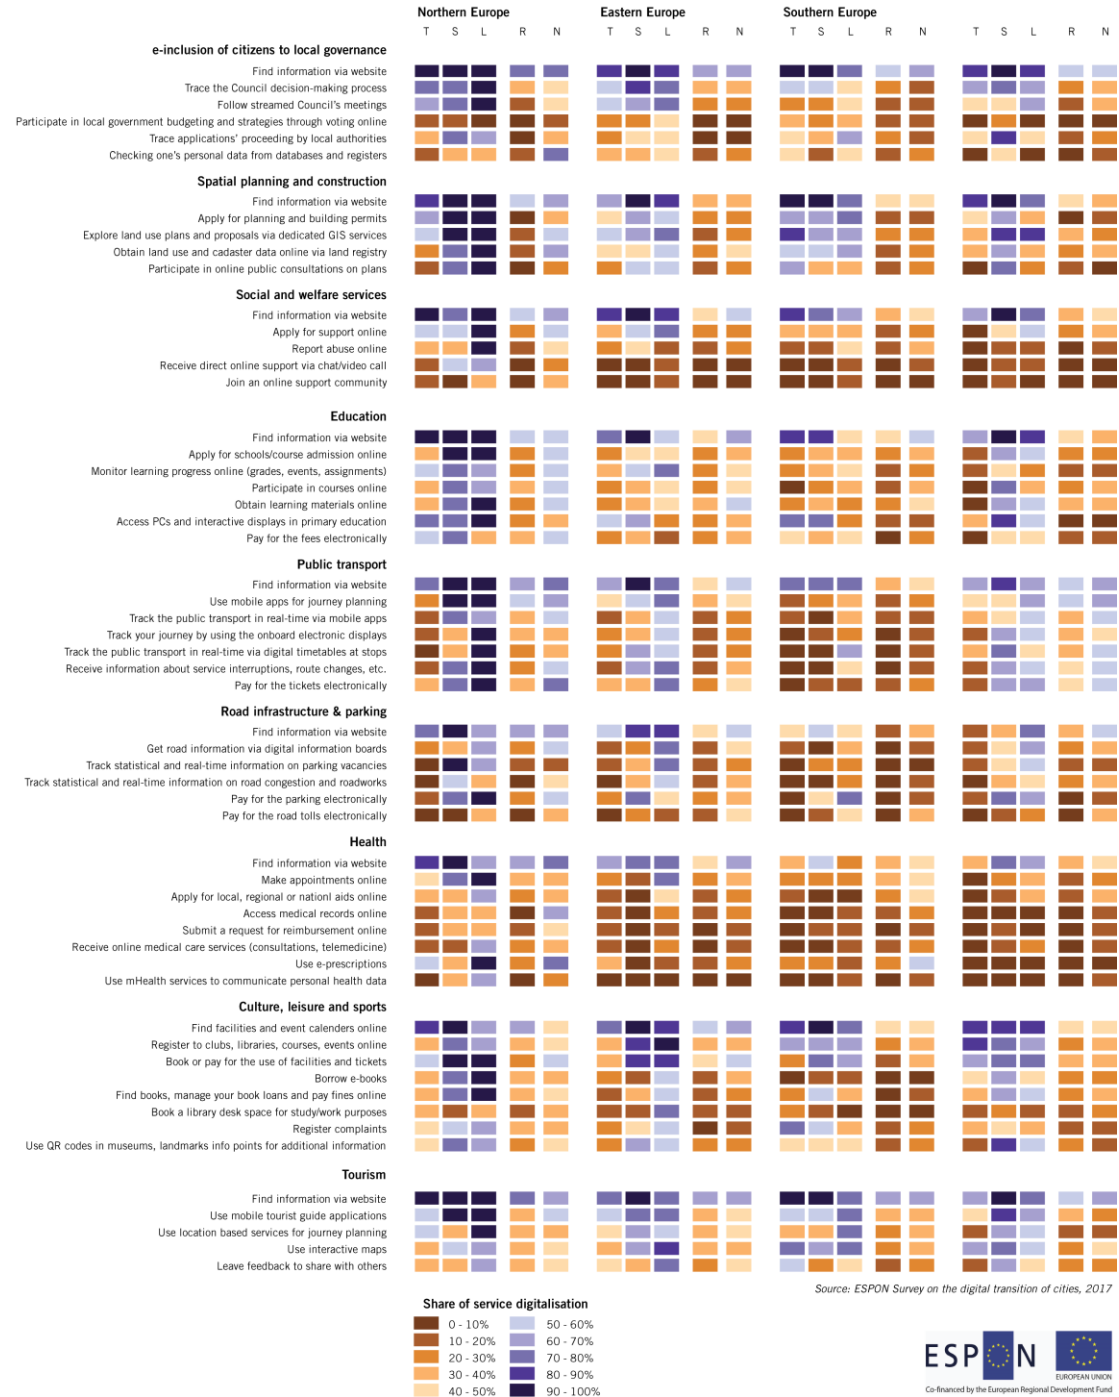 Northern Europe Eastern Europe Southern Europe
T S L R N T S L R N T S L R N T S L R N
e-inclusion of citizens to local governance
Find information via website
Trace the Council decision-making process
Follow streamed Council's meetings
Participate in local government budgeting and strategies through voting online
Trace applications' proceeding by local authorities
Checking one's personal data from databases and registers
Spatial planning and construction
Find information via website
Apply for planning and building permits
Explore land use plans and proposals via dedicated GIS services
Obtain land use and cadaster data online via land registry
Participate in online public consultations on plans
Social and welfare services
Find information via website
Apply for support online
Report abuse online
Receive direct online support via chat/video call
Join an online support community
Education
Find information via website
Apply for schools/course admission online
Monitor learning progress online (grades, events, assignments)
Participate in courses online
Obtain learning materials online
Access PCs and interactive displays in primary education
Pay for the fees electronically
Public transport
Find information via website
Use mobile apps for journey planning
Track the public transport in real-time via mobile apps
Track your journey by using the onboard electronic displays
Track the public transport in real-time via digital timetables at stops
Receive information about service interruptions, route changes, etc.
Pay for the tickets electronically
Road infrastructure & parking
Find information via website
Get road information via digital information boards
Track statistical and real-time information on parking vacancies
Track statistical and real-time information on road congestion and roadworks
Pay for the parking electronically
Pay for the road tolls electronically
Health
Find information via website
Make appointments online
Apply for local, regional or nationl aids online
Access medical records online
Submit a request for reimbursement online
Receive online medical care services (consultations, telemedicine)
Use e-prescriptions
Use mHealth services to communicate personal health data
Culture, leisure and sports
Find facilities and event calenders online
Register to clubs, libraries, courses, events online
Book or pay for the use of facilities and tickets
Borrow e-books
Find books, manage your book loans and pay fines online
Book a library desk space for study/work purposes
Register complaints
Use QR codes in museums, landmarks info points for additional information
Tourism
Find information via website
Use mobile tourist guide applications
Use location based services for journey planning
Use interactive maps
Leave feedback to share with others
Source: ESPON Survey on the digital transition of cities, 2017
Share of service digitalisation
0 - 10% 50 - 60%
10 - 20% 60 - 70%
20 - 30% 70 - 80%
30 - 40% 80 - 90%
40 - 50% 90 - 100%
ESPON
EUROPEAN UNION
Co-financed by the European Regional Development Fund